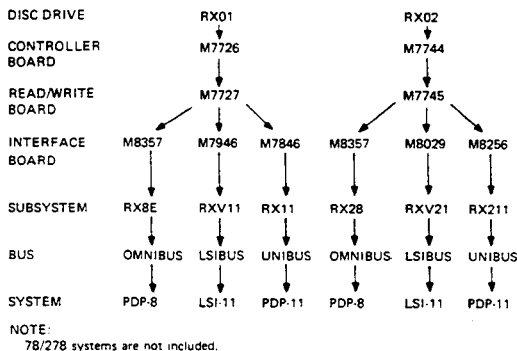 DISC DRIVE RX01 RX02
CONTROLLER M7726 M7744
BOARD
READ/WRITE M7727 M7745
BOARD
INTERFACE M8357 M7946 M7846 M8357 M8029 M8256
BOARD
SUBSYSTEM RX8E RXV11 RX11 RX28 RXV21 RX211
BUS OMNIBUS LSIBUS UNIBUS OMNIBUS LSIBUS UNIBUS
SYSTEM PDP-8 LSI-11 PDP-11 PDP-8 LSI-11 PDP-11
NOTE:
78/278 systems are not included.